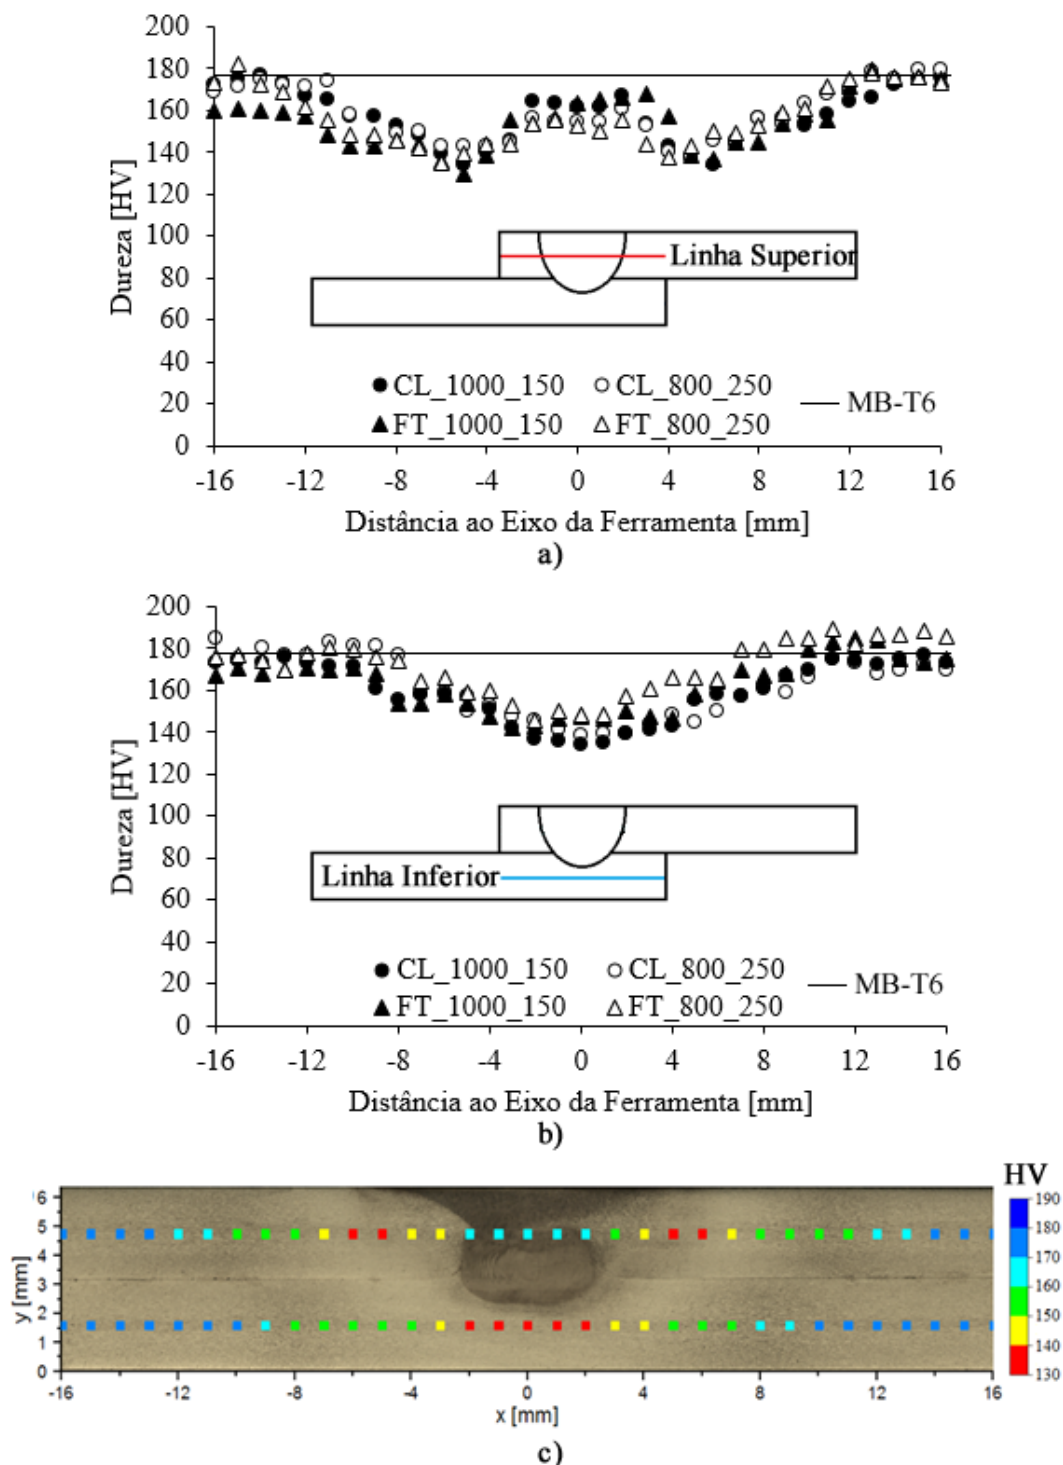 200
180
160
140
120
100
80
60
40
20
0
Dureza [HV]
Linha Superior
CL_1000_150 CL_800_250
FT_1000_150 FT_800_250
MB-T6
-16 -12 -8 -4 0 4 8 12 16
Distância ao Eixo da Ferramenta [mm]
a)
200
180
160
140
120
100
80
60
40
20
0
Dureza [HV]
Linha Inferior
CL_1000_150 CL_800_250
FT_1000_150 FT_800_250
MB-T6
-16 -12 -8 -4 0 4 8 12 16
Distância ao Eixo da Ferramenta [mm]
b)
HV
190
180
170
160
150
140
130
6
5
4
3
2
1
0
y [mm]
-16 -12 -8 -4 0 4 8 12 16
x [mm]
c)